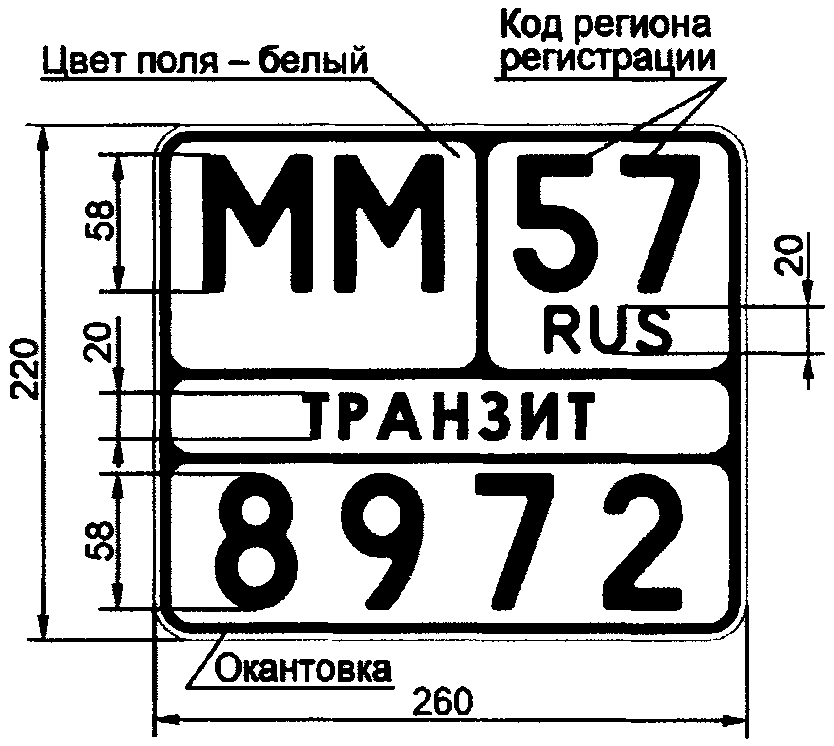 Код региона
регистрации
Цвет поля – белый
ММ 57
58
20
RUS
220
20
ТРАНЗИТ
8972
58
Окантовка
260